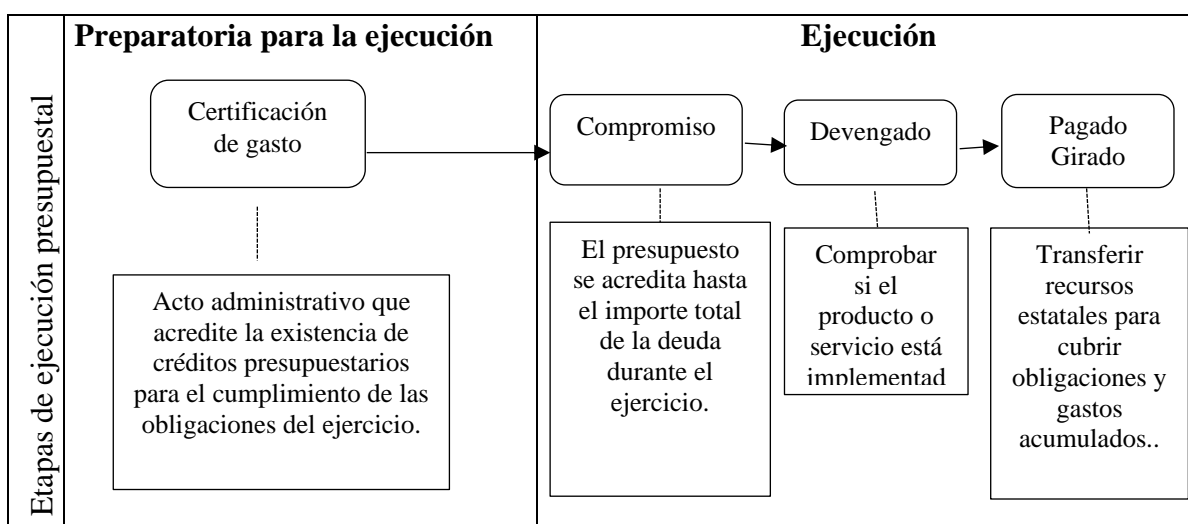 Etapas de ejecución presupuestal
Preparatoria para la ejecución
Certificación
de gasto
Acto administrativo que
acredite la existencia de
créditos presupuestarios
para el cumplimiento de las
obligaciones del ejercicio.
Ejecución
Compromiso
Devengado
Pagado
Girado
El presupuesto
se acredita hasta
el importe total
de la deuda
durante el
ejercicio.
Comprobar
si el
producto o
servicio está
implementad
Transferir
recursos
estatales para
cubrir
obligaciones y
gastos
acumulados..